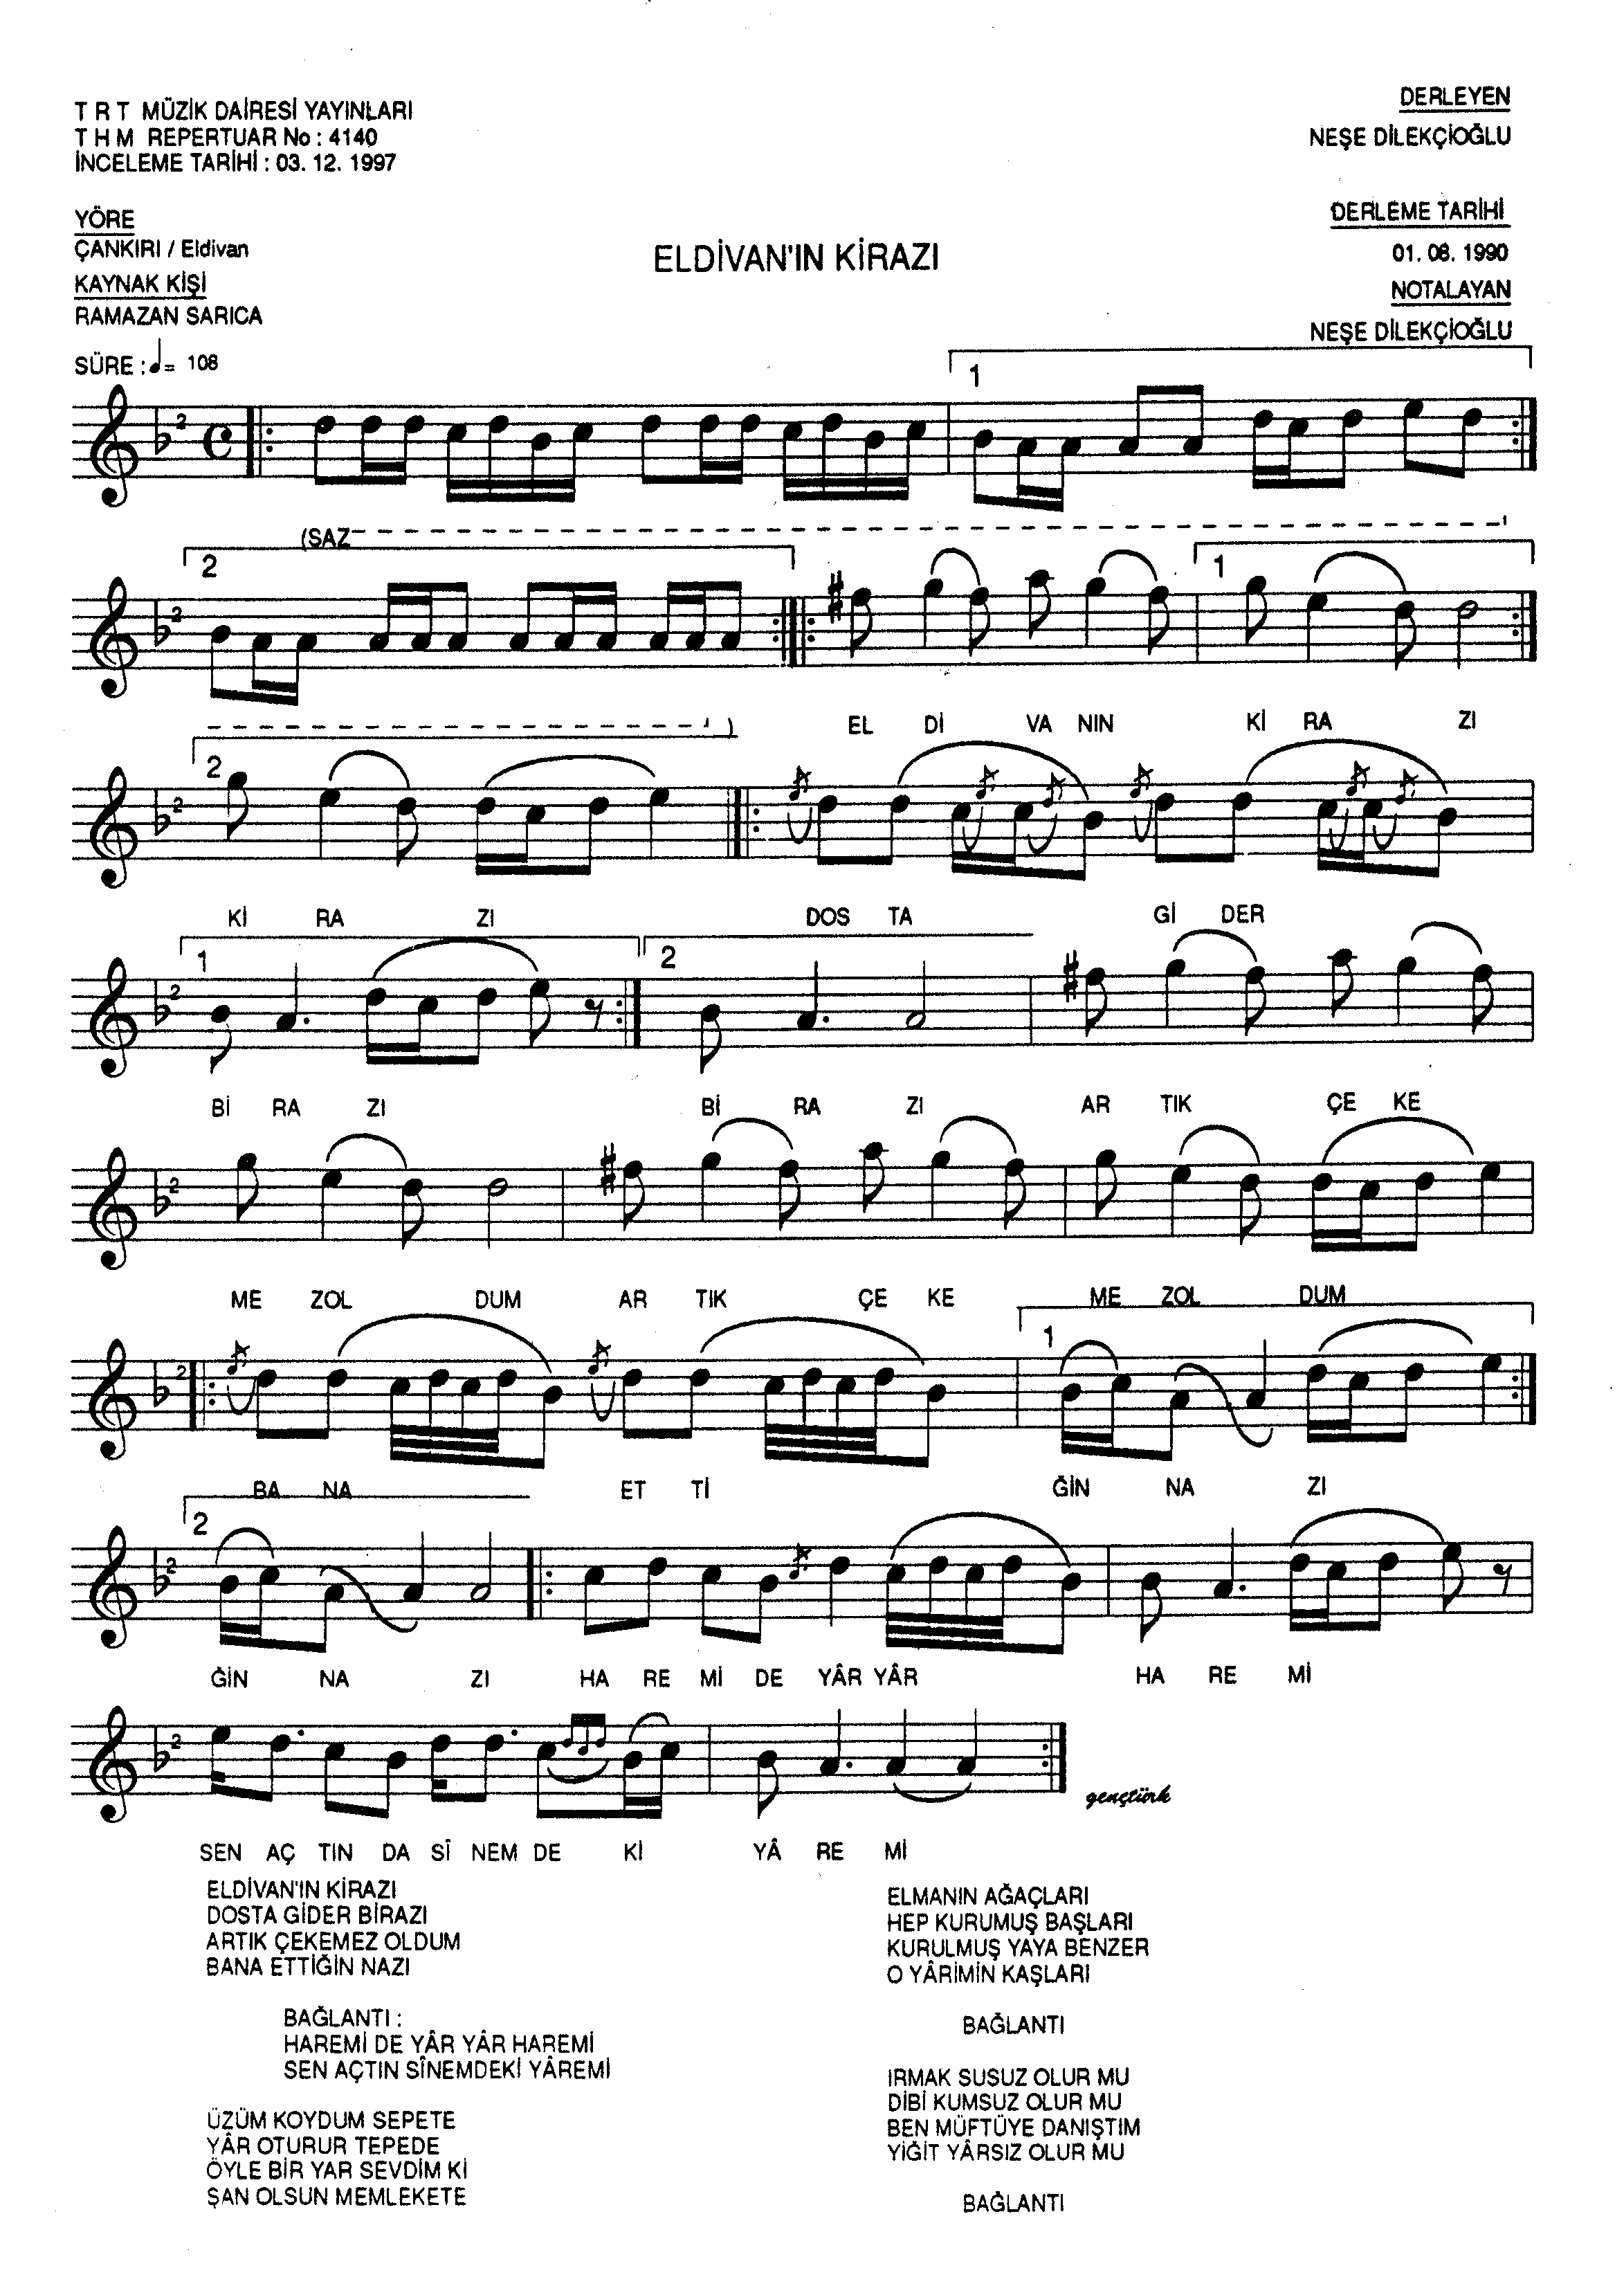 T R T MÜZİK DAİRESİ YAYINLARI
T H M REPERTUAR No : 4140
İNCELEME TARİHİ : 03. 12. 1997
DERLEYEN
NEŞE DİLEKÇİOĞLU
YÖRE
ÇANKIRI / Eldivan
KAYNAK KİŞİ
RAMAZAN SARICA
SÜRE : ♩= 108
ELDİVAN'IN KİRAZI
DERLEME TARİHİ
01. 08. 1990
NOTALAYAN
NEŞE DİLEKÇİOĞLU
1
2 (SAZ 1
EL Dİ VA NIN Kİ RA ZI
2
Kİ RA ZI DOS TA Gİ DER
1 2
Bİ RA ZI Bİ RA ZI AR TIK ÇE KE
ME ZOL DUM AR TIK ÇE KE ME ZOL DUM
1
BA NA ET Tİ ĞİN NA ZI
2
ĞİN NA ZI HA RE Mİ DE YÂR YÂR HA RE Mİ
gençtürk
SEN AÇ TIN DA SÎ NEM DE Kİ YÂ RE Mİ
ELDİVAN'IN KİRAZI
DOSTA GİDER BİRAZI
ARTIK ÇEKEMEZ OLDUM
BANA ETTİĞİN NAZI
BAĞLANTI :
HAREMİ DE YÂR YÂR HAREMİ
SEN AÇTIN SÎNEMDEKİ YÂREMİ
ÜZÜM KOYDUM SEPETE
YÂR OTURUR TEPEDE
ÖYLE BİR YAR SEVDİM Kİ
ŞAN OLSUN MEMLEKETE
ELMANIN AĞAÇLARI
HEP KURUMUŞ BAŞLARI
KURULMUŞ YAYA BENZER
O YÂRİMİN KAŞLARI
BAĞLANTI
IRMAK SUSUZ OLUR MU
DİBİ KUMSUZ OLUR MU
BEN MÜFTÜYE DANIŞTIM
YİĞİT YÂRSIZ OLUR MU
BAĞLANTI